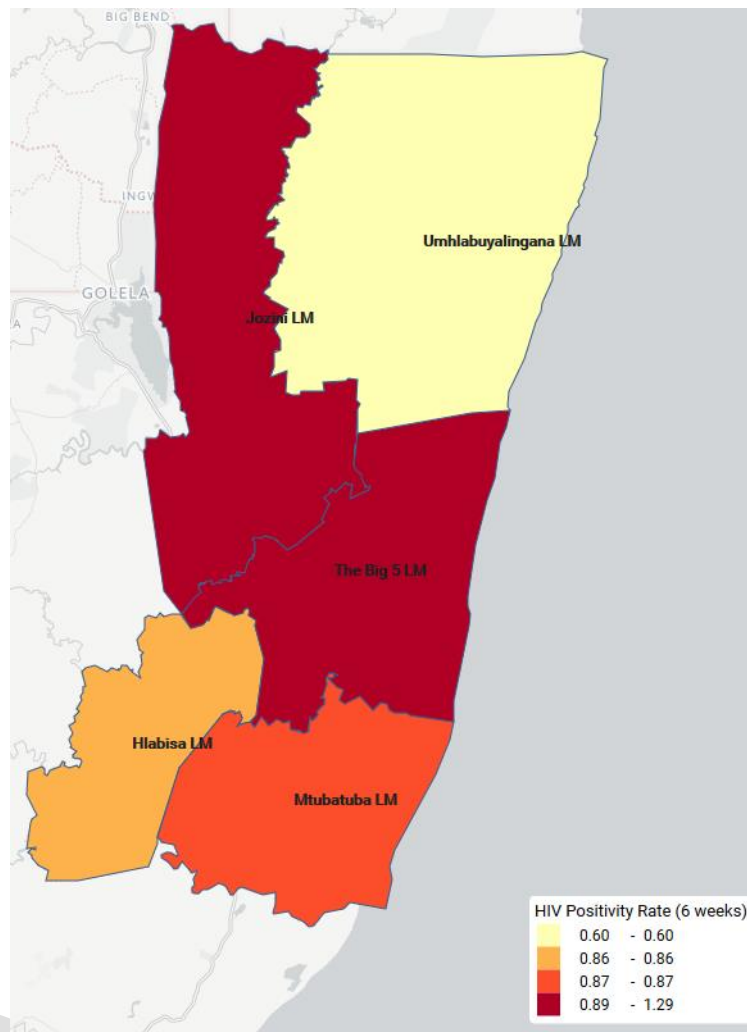 BIG BEND
INGW
Umhlabuyalingana LM
GOLELA
Jozini LM
The Big 5 LM
Hlabisa LM
Mtubatuba LM
HIV Positivity Rate (6 weeks)
0.60 - 0.60
0.86 - 0.86
0.87 - 0.87
0.89 - 1.29